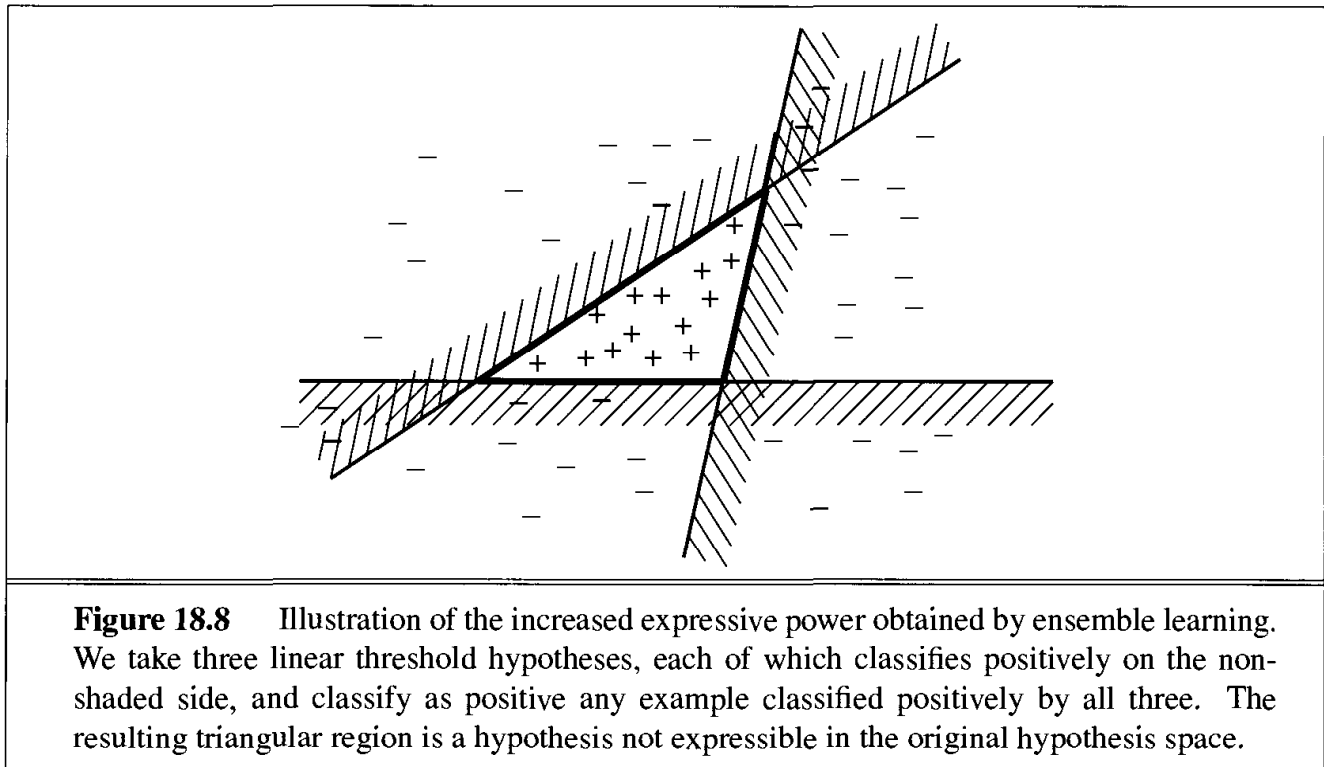 Figure 18.8 Illustration of the increased expressive power obtained by ensemble learning.
We take three linear threshold hypotheses, each of which classifies positively on the non-
shaded side, and classify as positive any example classified positively by all three. The
resulting triangular region is a hypothesis not expressible in the original hypothesis space.